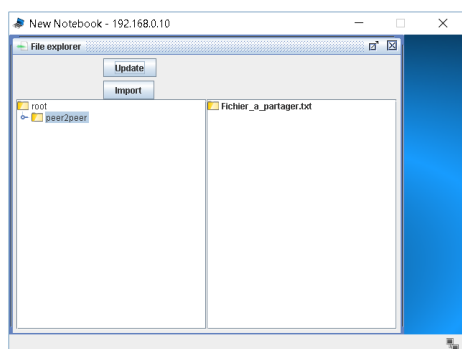 New Notebook - 192.168.0.10
File explorer
Update
Import
root
peer2peer
Fichier_a_partager.txt